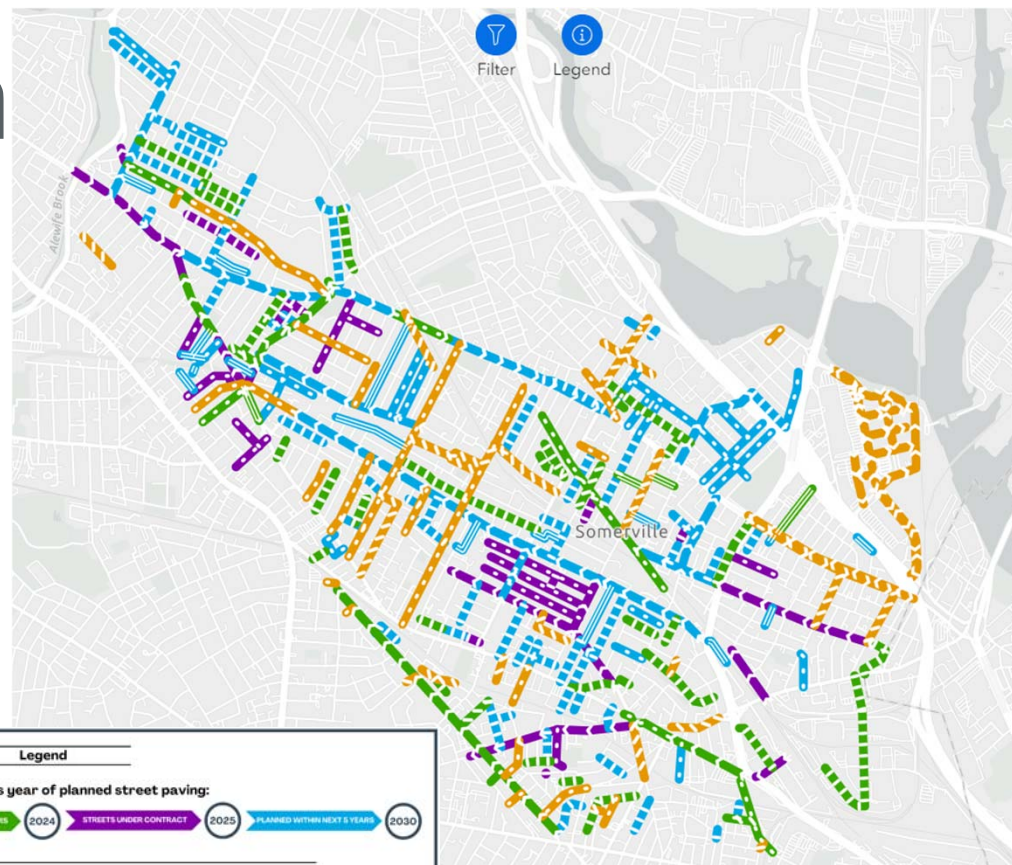 Filter
Legend
Alewife Brook
Somerville
Legend
year of planned street paving:
2024
STREETS UNDER CONTRACT
2025
PLANNED WITHIN NEXT 5 YEARS
2030